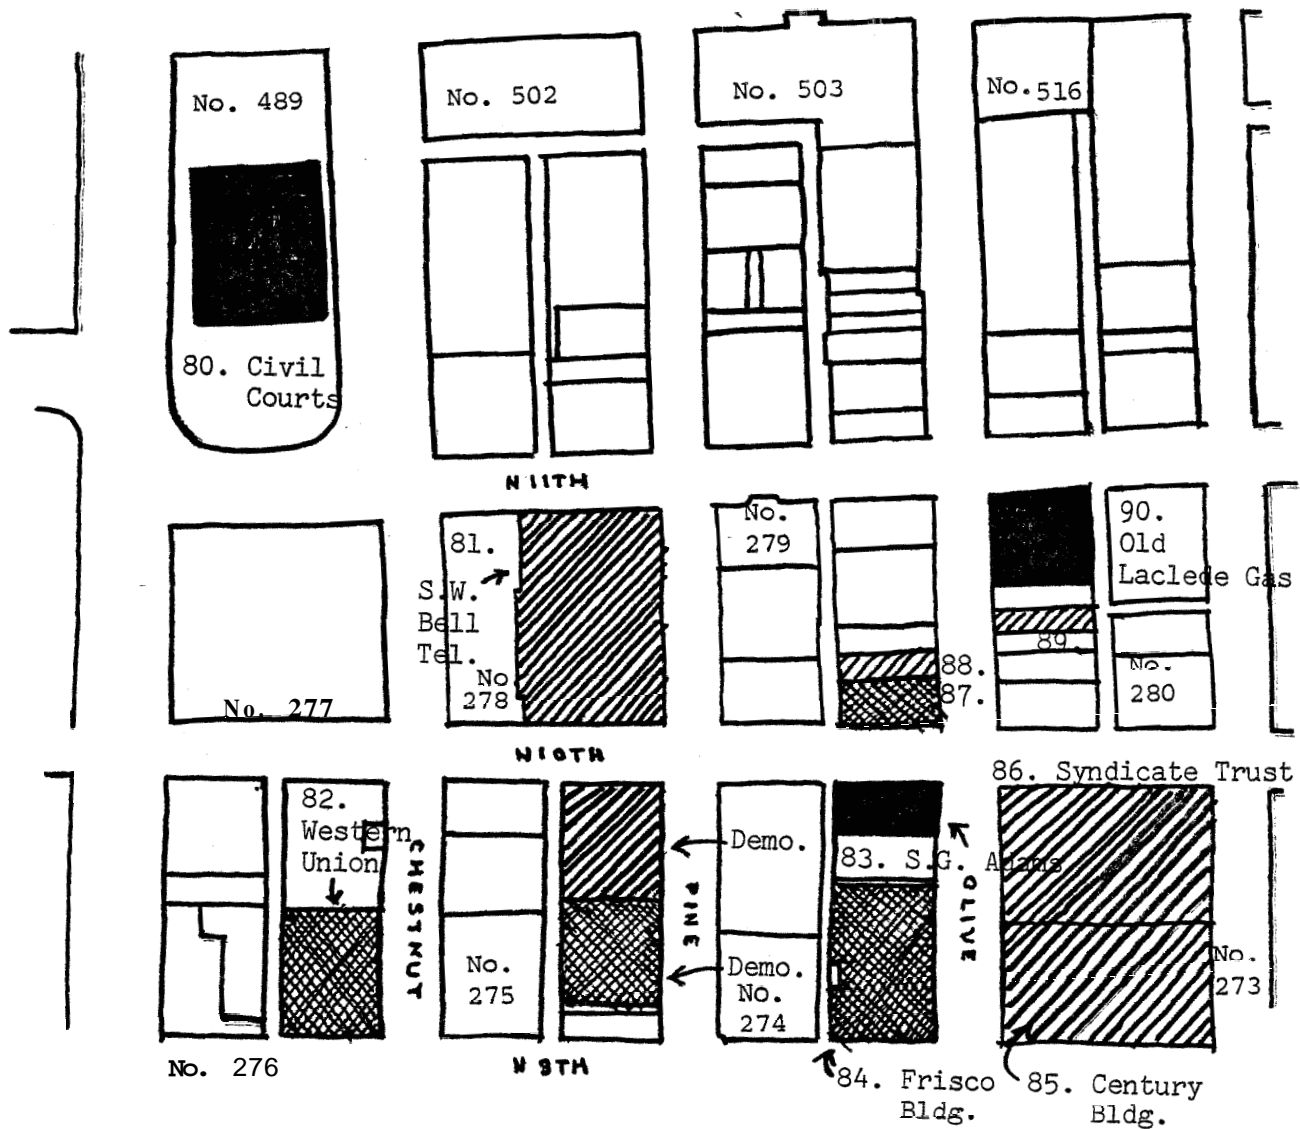 No. 489
No. 502
No. 503
No. 516
80. Civil
Courts
N 11TH
81.
S.W.
Bell
Tel.
No
278
No.
279
90.
Old
Laclede Gas
89.
88.
87.
No.
280
No. 277
N 10TH
86. Syndicate Trust
82.
Western
Union
CHESTNUT
Demo.
PINE
83. S.G. Adams
OLIVE
No.
275
Demo.
No.
274
No.
273
No. 276
N 9TH
84. Frisco
Bldg.
85. Century
Bldg.